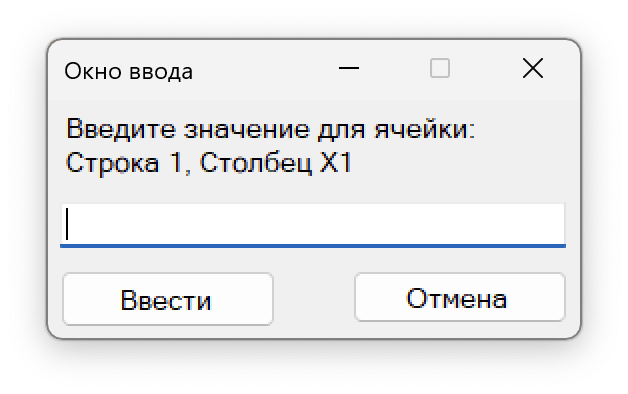 Окно ввода
Введите значение для ячейки:
Строка 1, Столбец X1
Ввести
Отмена